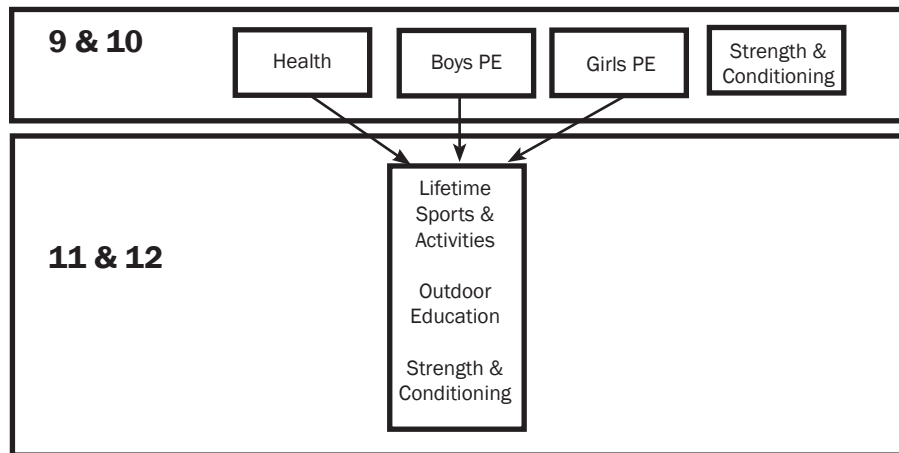 9 & 10
Health
Boys PE
Girls PE
Strength &
Conditioning
11 & 12
Lifetime
Sports &
Activities
Outdoor
Education
Strength &
Conditioning